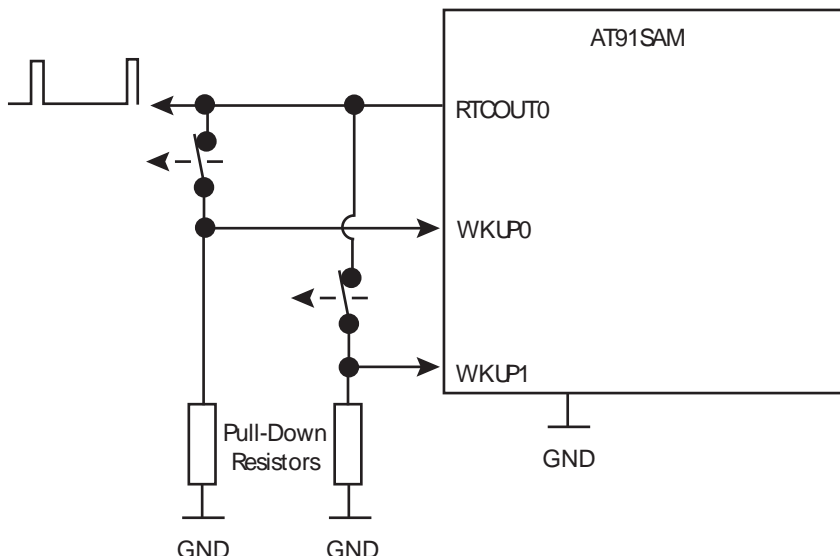 AT91SAM
RTCOUT0
WKUP0
WKUP1
Pull-Down
Resistors
GND
GND
GND